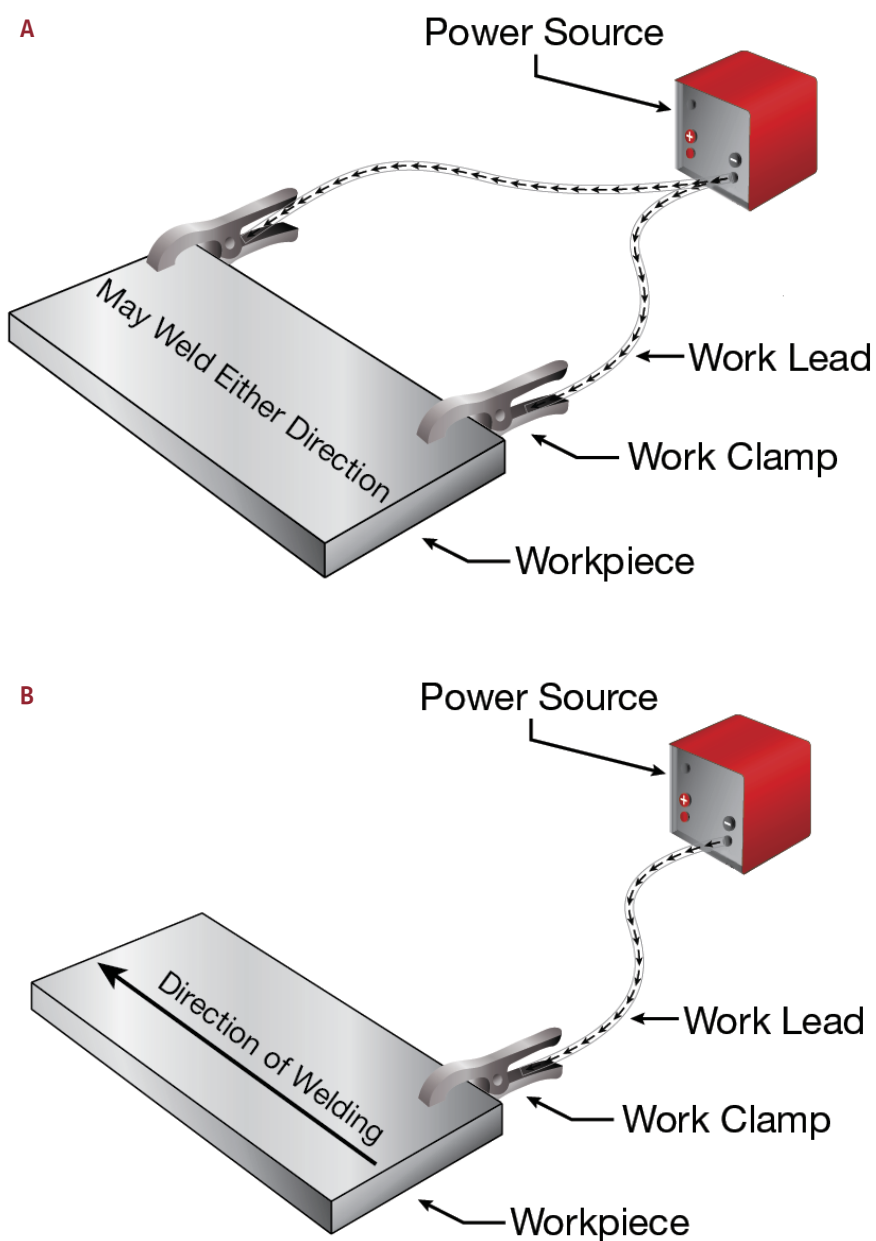 A
Power Source
+
−
May Weld Either Direction
Work Lead
Work Clamp
Workpiece
B
Power Source
+
−
Direction of Welding
Work Lead
Work Clamp
Workpiece